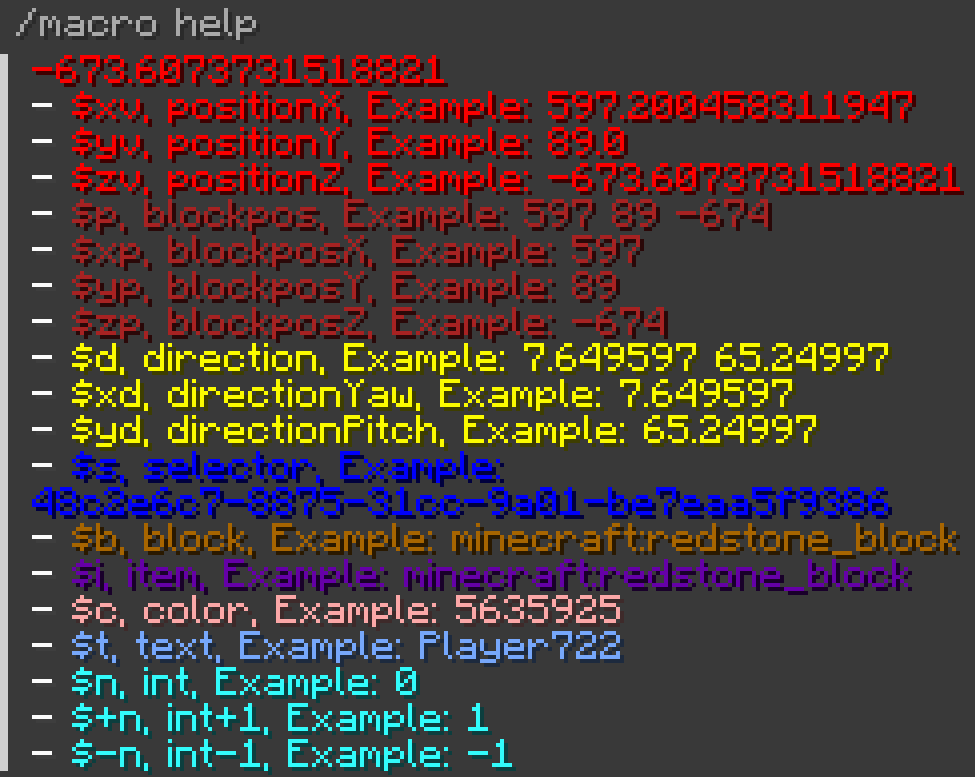 /macro help
-673.6073731518821
- $xv, positionX, Example: 597.200458311947
- $yv, positionY, Example: 89.0
- $zv, positionZ, Example: -673.6073731518821
- $p, blockpos, Example: 597 89 -674
- $xp, blockposX, Example: 597
- $yp, blockposY, Example: 89
- $zp, blockposZ, Example: -674
- $d, direction, Example: 7.649597 65.24997
- $xd, directionYaw, Example: 7.649597
- $yd, directionPitch, Example: 65.24997
- $s, selector, Example:
48c2e6c7-8875-31cc-9a01-be7eaa5f9386
- $b, block, Example: minecraft:redstone_block
- $i, item, Example: minecraft:redstone_block
- $c, color, Example: 5635925
- $t, text, Example: Player722
- $n, int, Example: 0
- $+n, int+1, Example: 1
- $-n, int-1, Example: -1